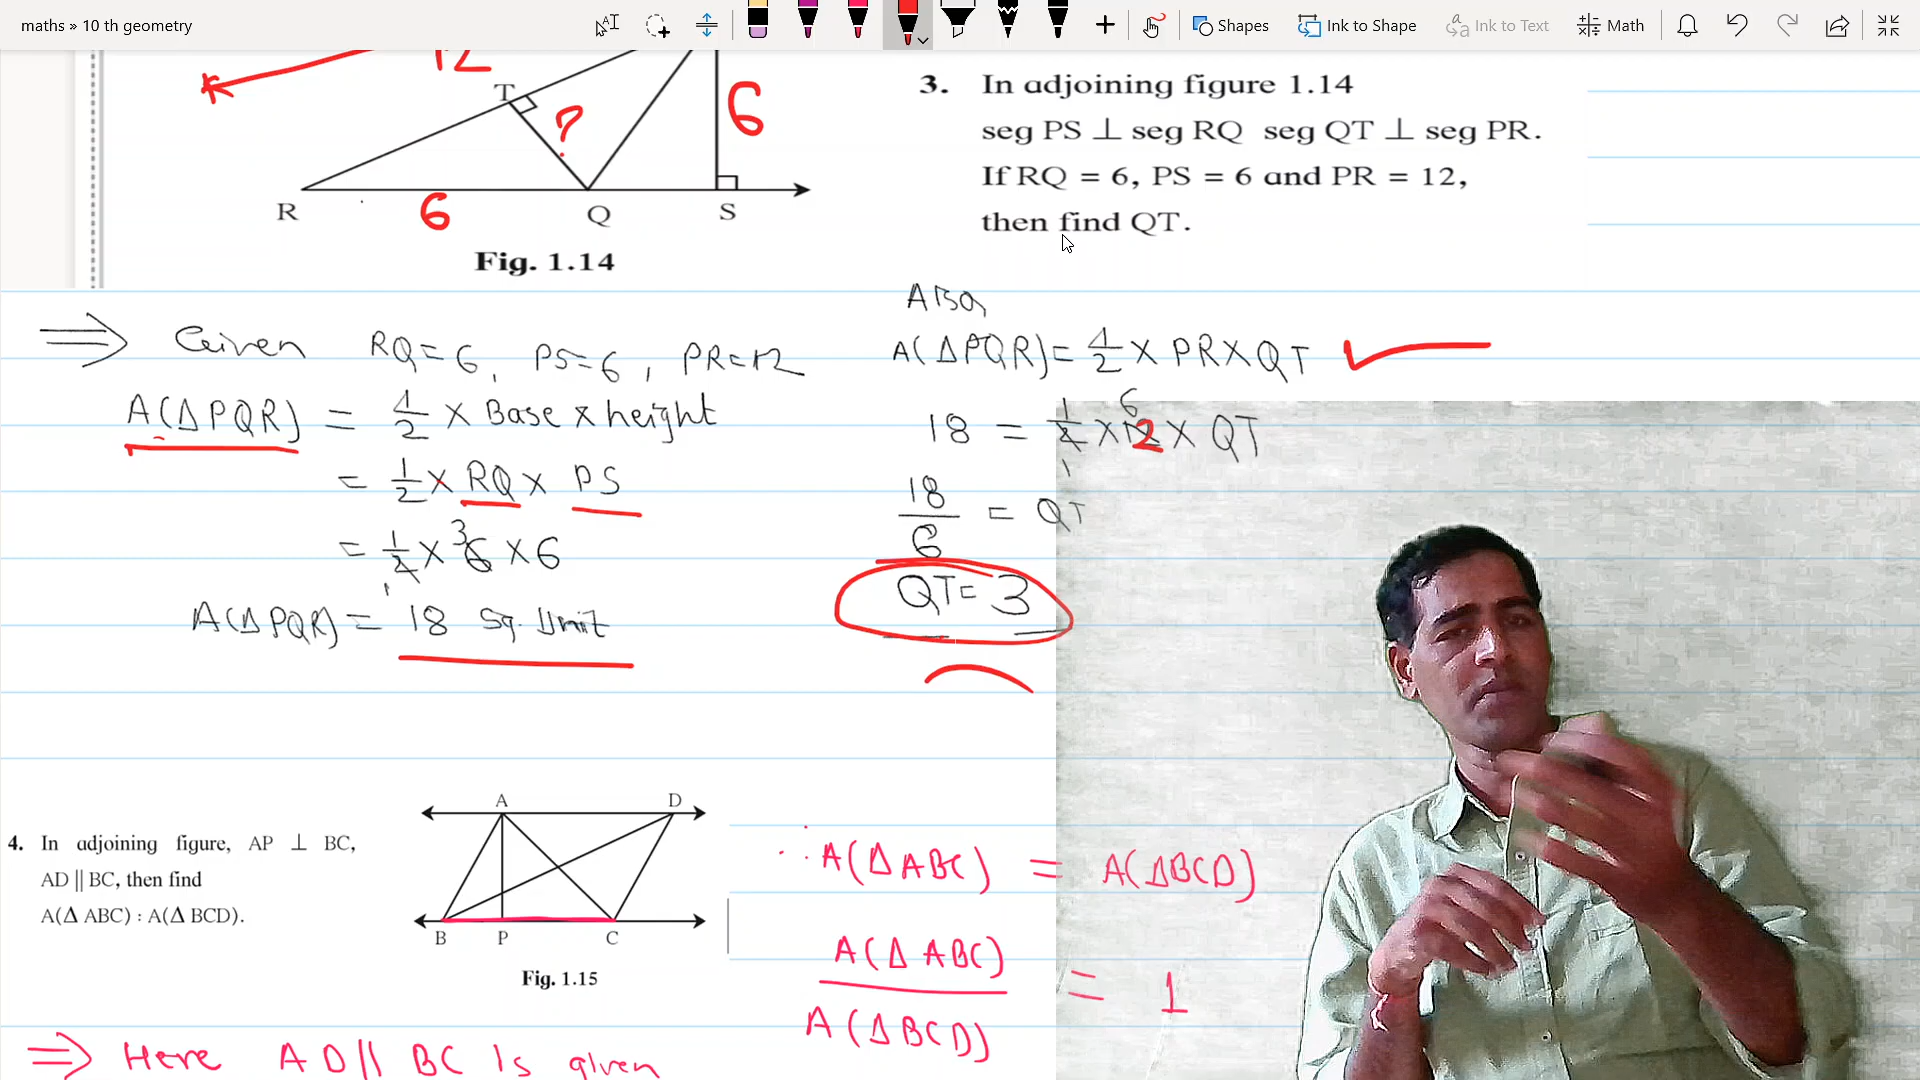 maths » 10 th geometry
Shapes
Ink to Shape
Ink to Text
Math
12
T
?
6
R
6
Q
S
Fig. 1.14
3. In adjoining figure 1.14
seg PS ⊥ seg RQ seg QT ⊥ seg PR.
If RQ = 6, PS = 6 and PR = 12,
then find QT.
⇒ Given RQ=6, PS=6, PR=12
A(ΔPQR) = 1/2 × Base × height
= 1/2 × RQ × PS
= 1/2 × 6 × 6
3
1
A(ΔPQR) = 18 Sq. Unit
Also,
A(ΔPQR) = 1/2 × PR × QT
6
18 = 1/2 × 12 × QT
1
18/6 = QT
QT = 3
4. In adjoining figure, AP ⊥ BC,
AD || BC, then find
A(Δ ABC) : A(Δ BCD).
A D
B P C
Fig. 1.15
∴ A(ΔABC) = A(ΔBCD)
A(ΔABC)
= 1
A(ΔBCD)
⇒ Here AD || BC is given